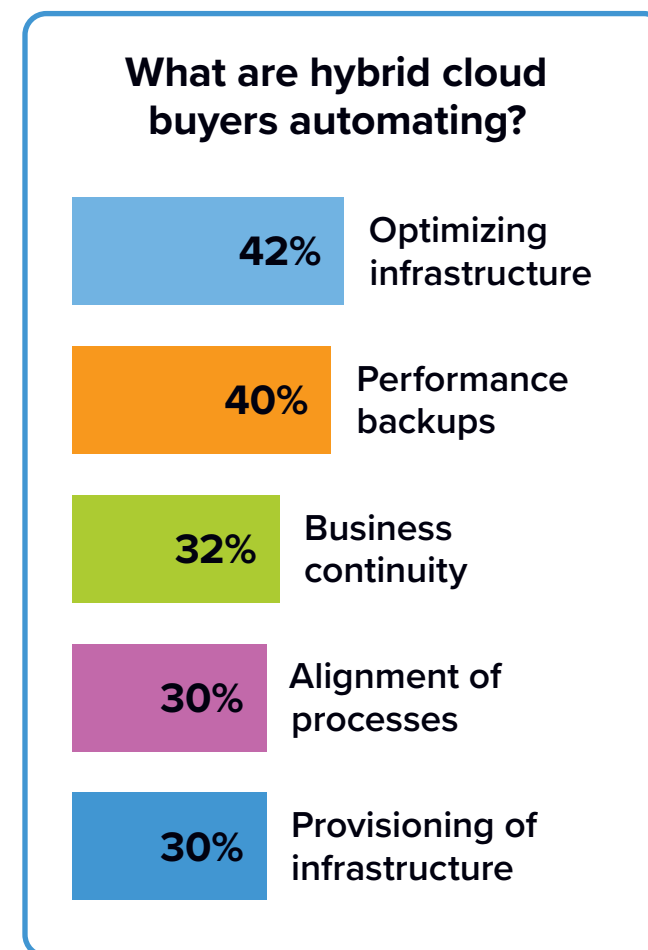 What are hybrid cloud
buyers automating?
42%
Optimizing
infrastructure
40%
Performance
backups
32%
Business
continuity
30%
Alignment of
processes
30%
Provisioning of
infrastructure